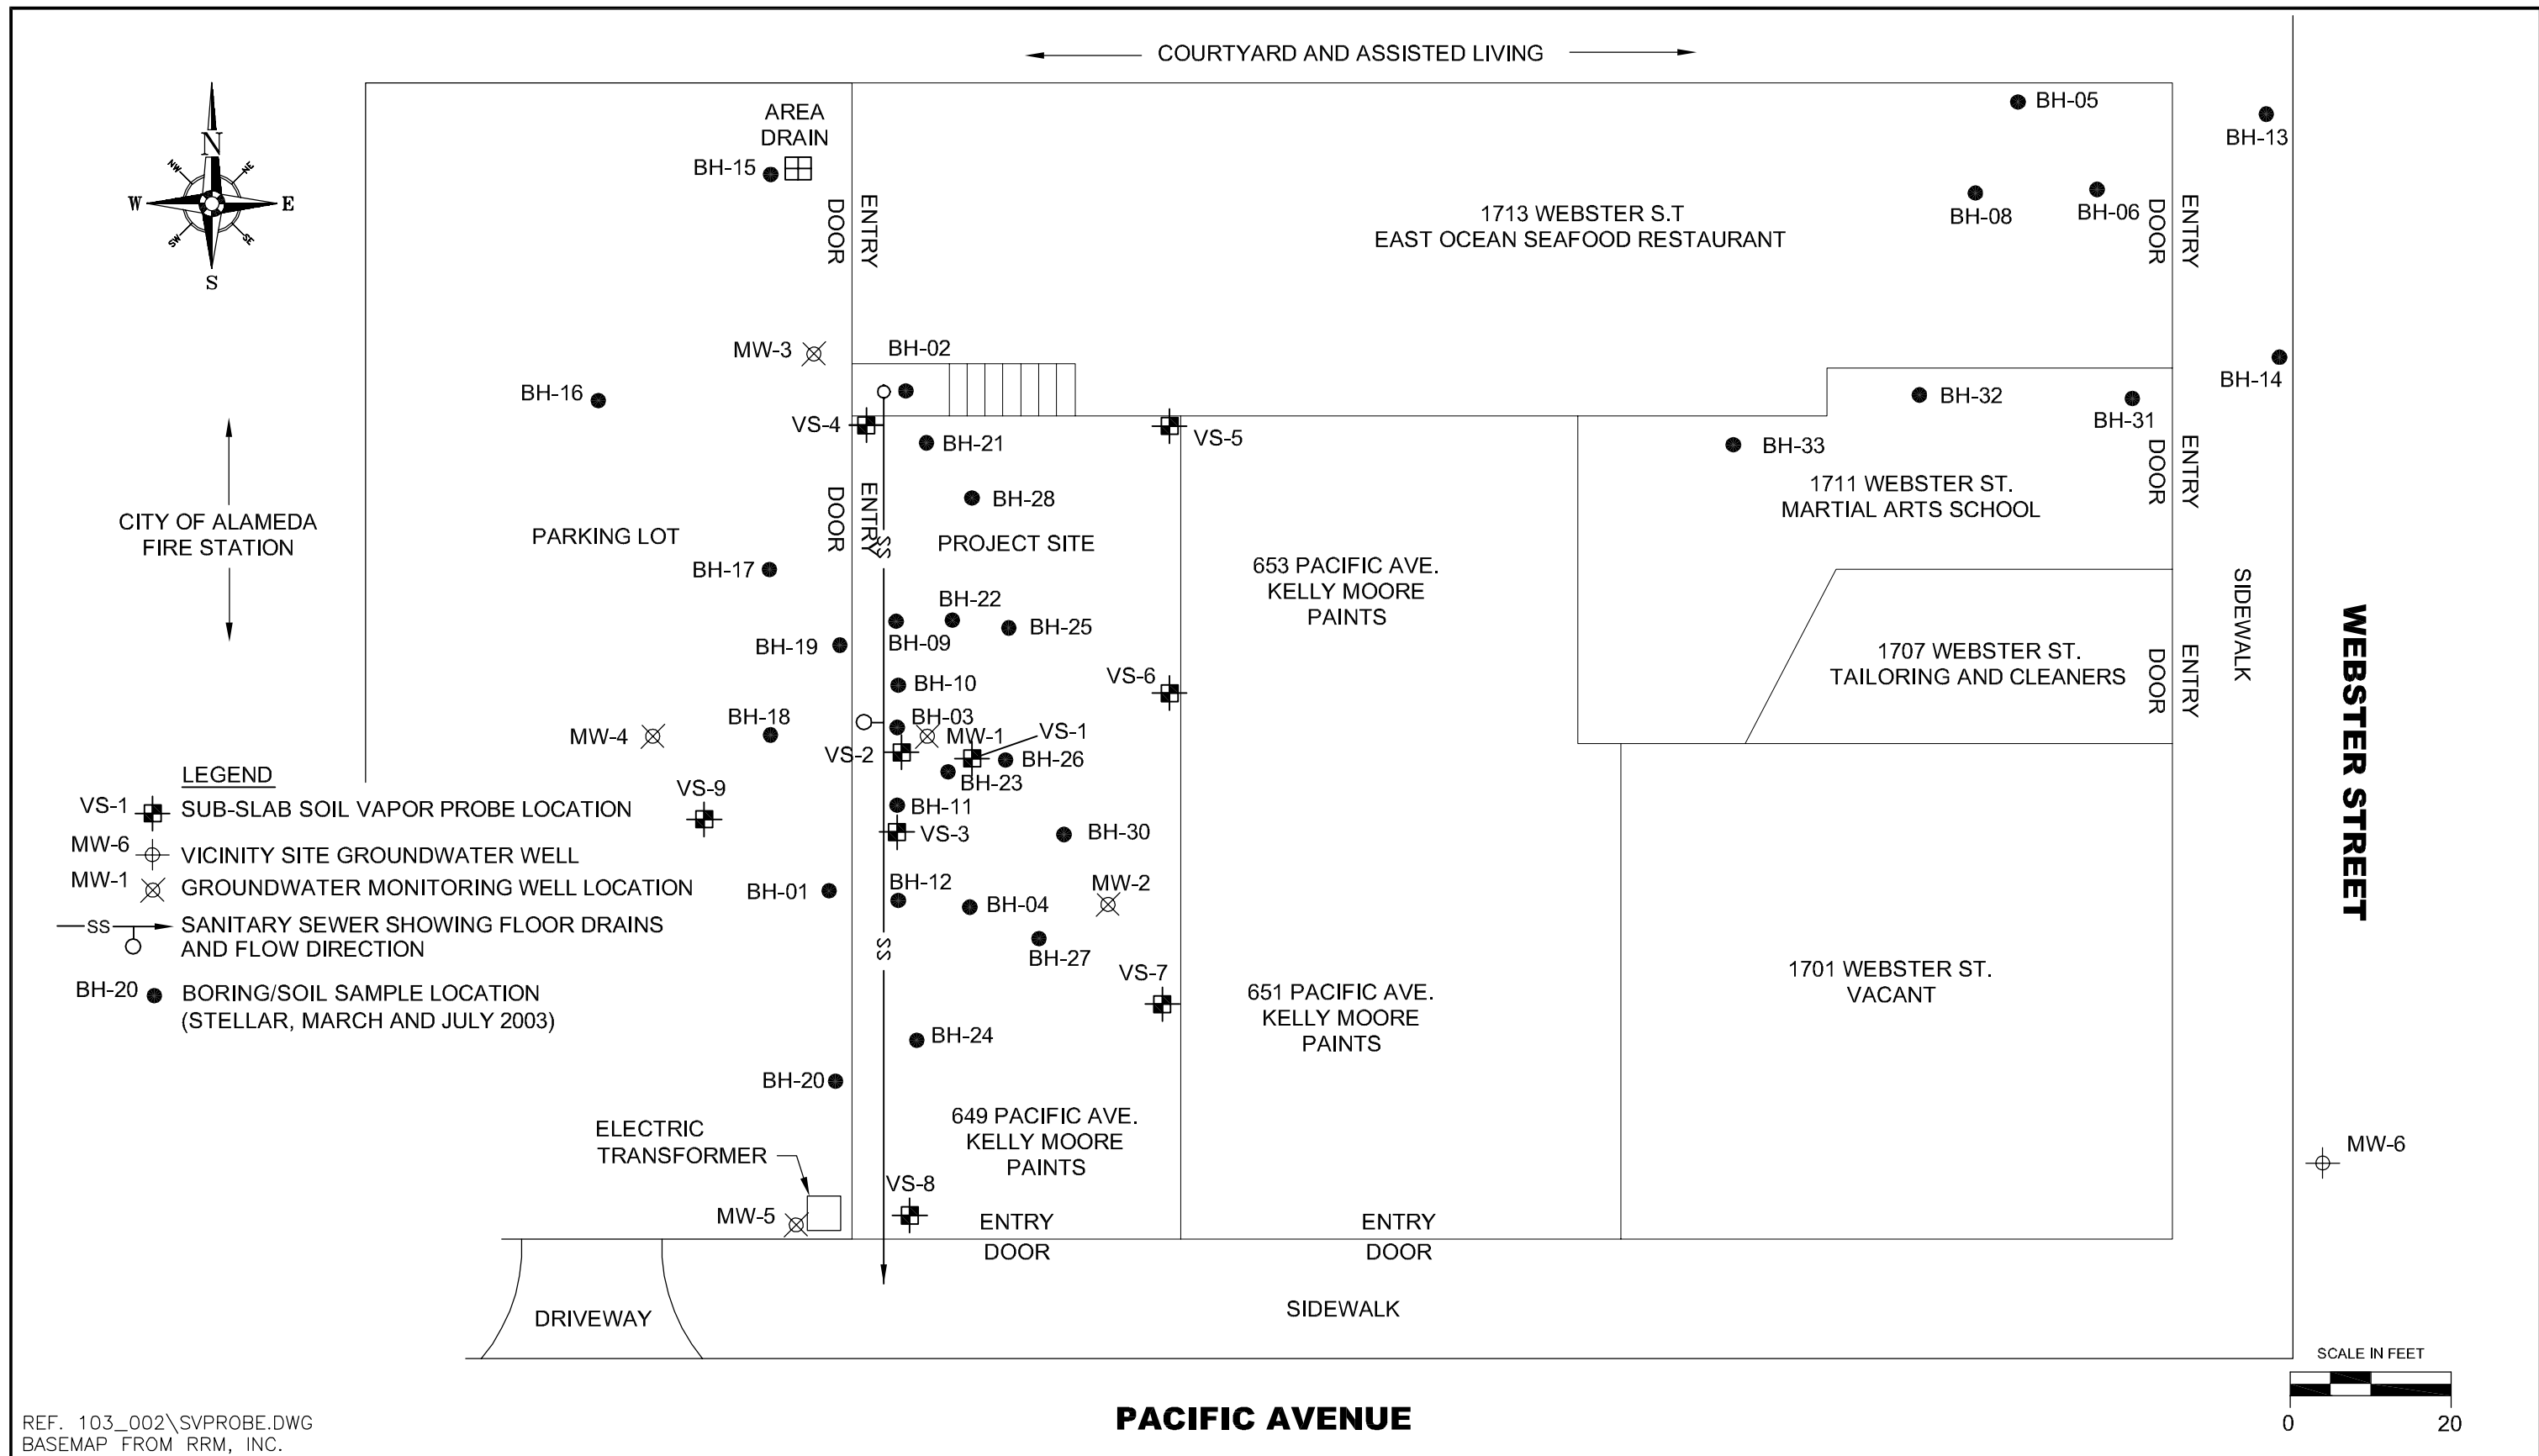 COURTYARD AND ASSISTED LIVING
N
NW
NE
W
E
SW
SE
S
AREA
DRAIN
BH-15
BH-05
BH-13
BH-08
BH-06
ENTRY
DOOR
1713 WEBSTER S.T
EAST OCEAN SEAFOOD RESTAURANT
ENTRY
DOOR
MW-3
BH-02
BH-14
BH-16
BH-32
BH-31
VS-4
VS-5
BH-21
BH-33
ENTRY
DOOR
BH-28
1711 WEBSTER ST.
MARTIAL ARTS SCHOOL
ENTRY
DOOR
CITY OF ALAMEDA
FIRE STATION
PARKING LOT
SS
PROJECT SITE
653 PACIFIC AVE.
KELLY MOORE
PAINTS
BH-17
SIDEWALK
BH-22
BH-25
BH-09
BH-19
1707 WEBSTER ST.
TAILORING AND CLEANERS
ENTRY
DOOR
VS-6
BH-10
WEBSTER STREET
BH-18
BH-03
MW-4
MW-1
VS-1
VS-2
BH-26
BH-23
LEGEND
VS-1
SUB-SLAB SOIL VAPOR PROBE LOCATION
VS-9
BH-11
VS-3
BH-30
MW-6
VICINITY SITE GROUNDWATER WELL
MW-1
GROUNDWATER MONITORING WELL LOCATION
BH-01
BH-12
BH-04
MW-2
SS
SANITARY SEWER SHOWING FLOOR DRAINS
AND FLOW DIRECTION
SS
BH-27
VS-7
1701 WEBSTER ST.
VACANT
BH-20
BORING/SOIL SAMPLE LOCATION
(STELLAR, MARCH AND JULY 2003)
651 PACIFIC AVE.
KELLY MOORE
PAINTS
BH-24
BH-20
649 PACIFIC AVE.
KELLY MOORE
PAINTS
ELECTRIC
TRANSFORMER
MW-6
VS-8
MW-5
ENTRY
DOOR
ENTRY
DOOR
DRIVEWAY
SIDEWALK
SCALE IN FEET
0
20
PACIFIC AVENUE
REF. 103_002\SVPROBE.DWG
BASEMAP FROM RRM, INC.